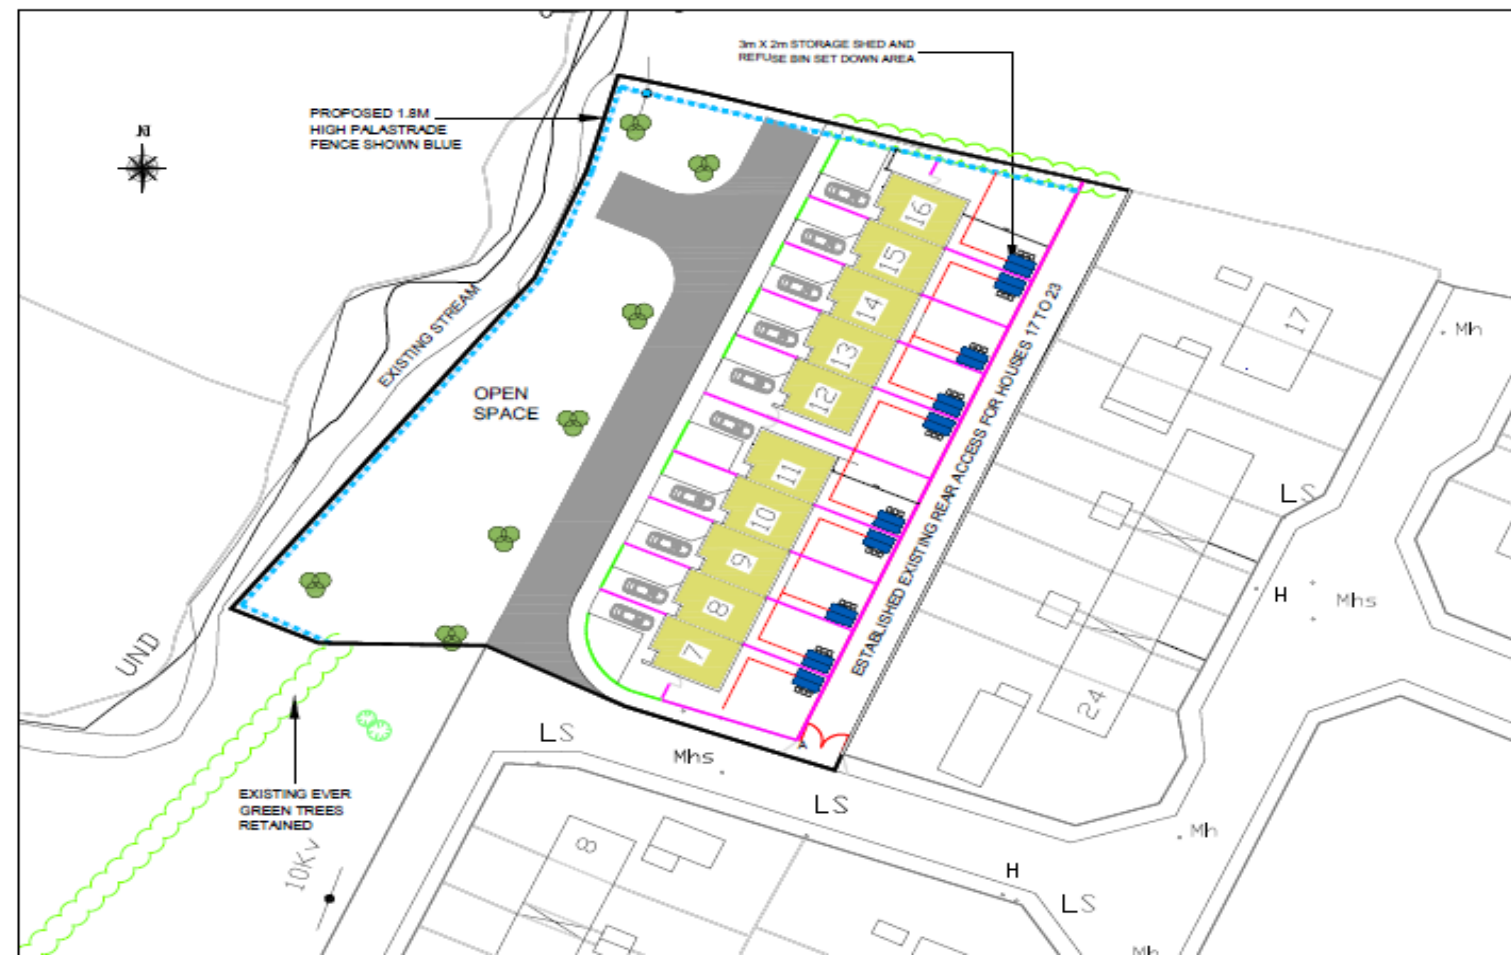 3m X 2m STORAGE SHED AND
REFUSE BIN SET DOWN AREA
PROPOSED 1.8M
HIGH PALASTRADE
FENCE SHOWN BLUE
N
16
15
14
13
12
11
10
9
8
7
EXISTING STREAM
OPEN
SPACE
ESTABLISHED EXISTING REAR ACCESS FOR HOUSES 17 TO 23
17
Mh
LS
H
Mhs
24
UND
A
LS
Mhs
LS
Mh
EXISTING EVER
GREEN TREES
RETAINED
10Kv
8
H
LS
Mh